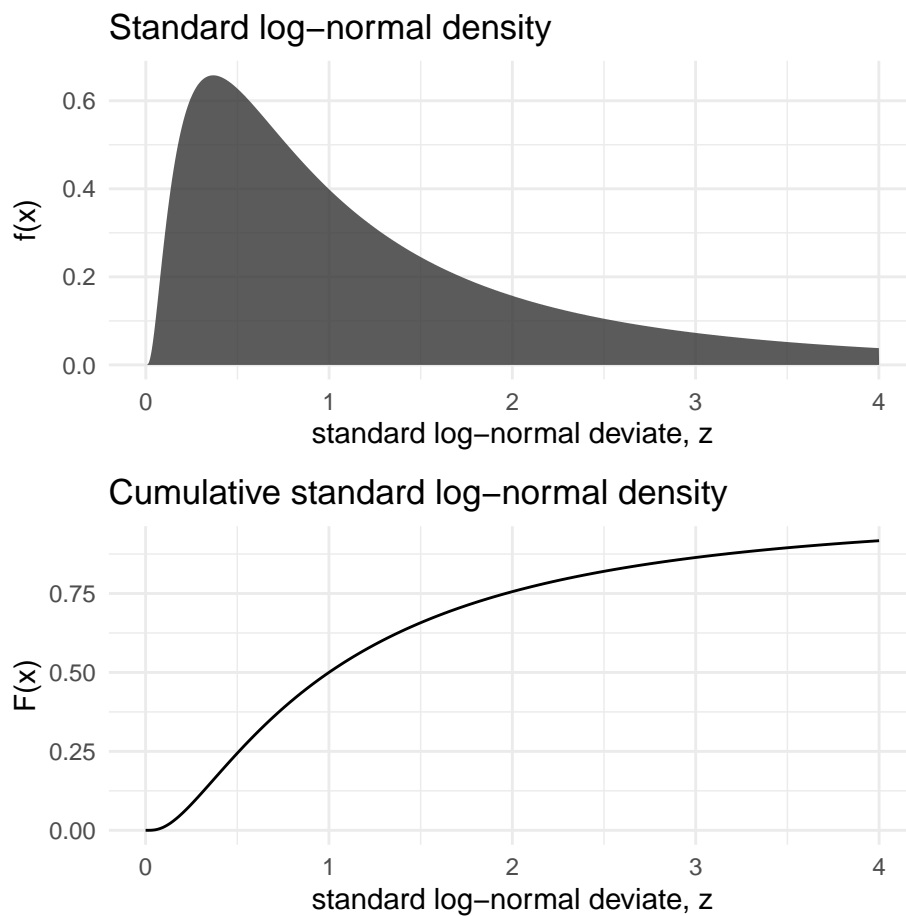 Standard log−normal density
f(x)
0.6
0.4
0.2
0.0
0 1 2 3 4
standard log−normal deviate, z
Cumulative standard log−normal density
F(x)
0.75
0.50
0.25
0.00
0 1 2 3 4
standard log−normal deviate, z